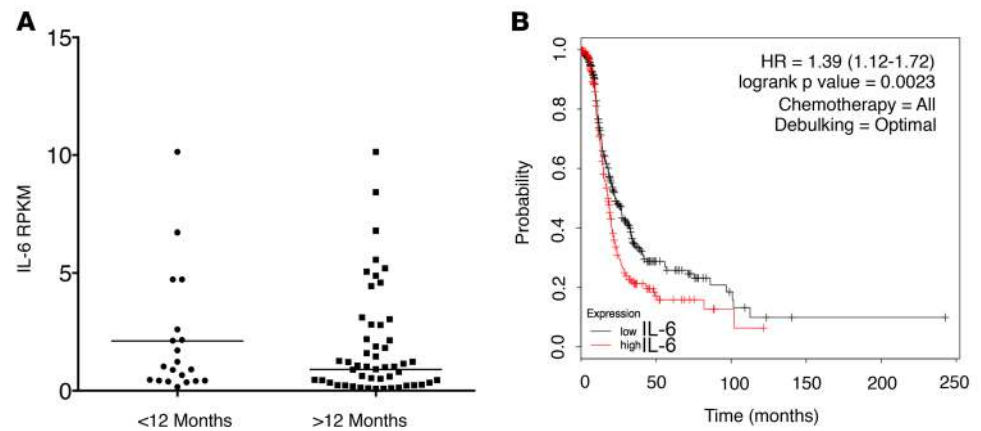 A
15
10
5
0
IL-6 RPKM
<12 Months
>12 Months
B
HR = 1.39 (1.12-1.72)
logrank p value = 0.0023
Chemotherapy = All
Debulking = Optimal
1.0
0.8
0.6
0.4
0.2
0.0
Probability
Expression
low IL-6
high IL-6
0
50
100
150
200
250
Time (months)